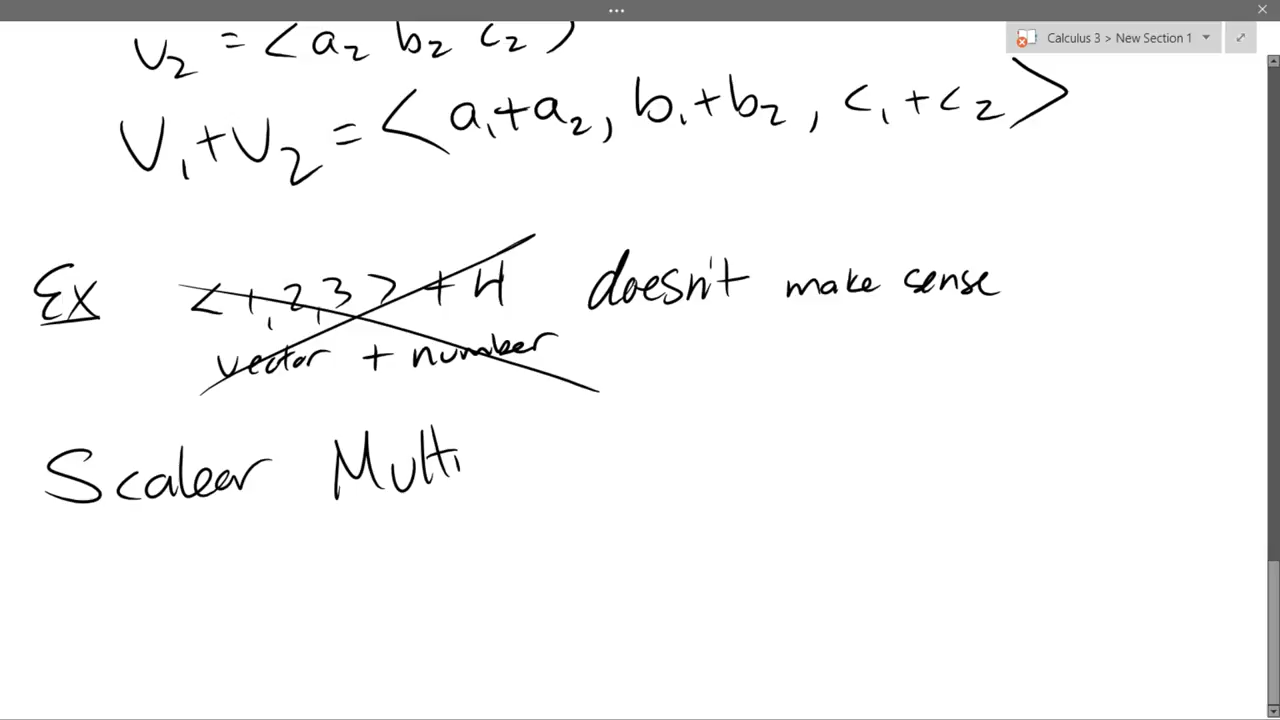 Calculus 3 > New Section 1
V₂ = < a₂ b₂ c₂ >
V₁+V₂ = < a₁+a₂, b₁+b₂, c₁+c₂ >
Ex <1,2,3> + 4 doesn't make sense
vector + number
Scalear Multi